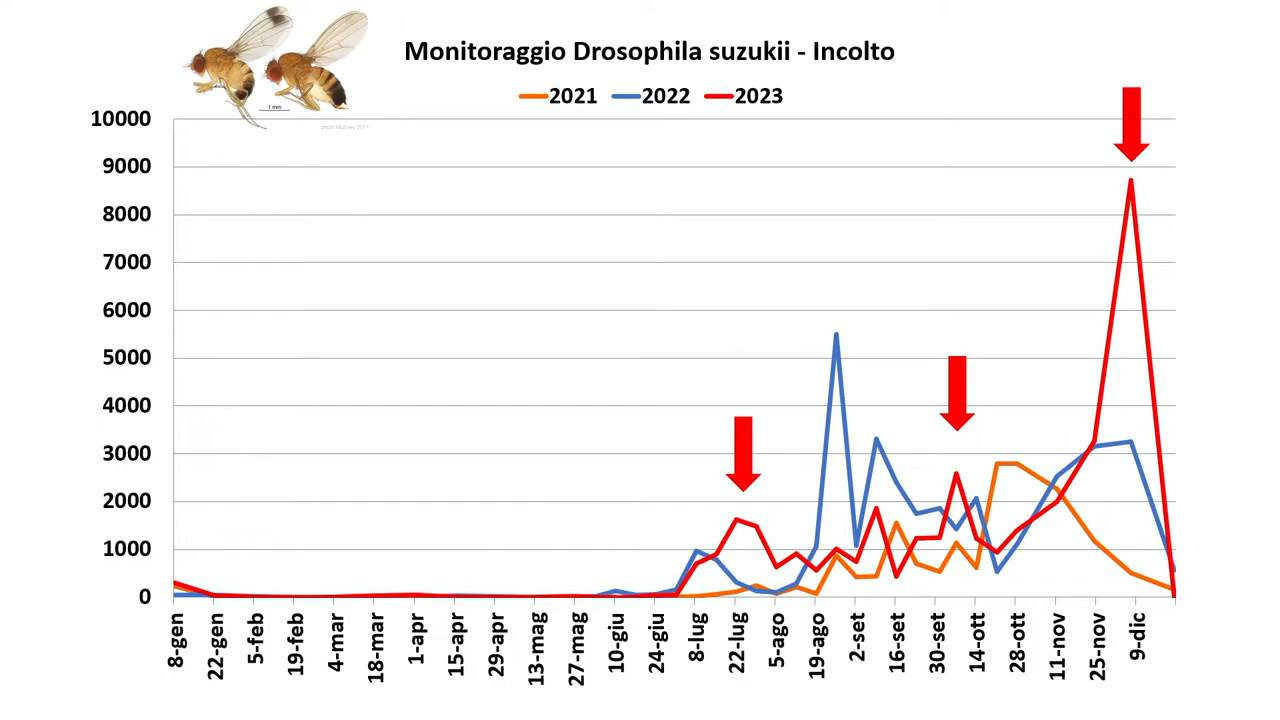 Monitoraggio Drosophila suzukii - Incolto
2021 2022 2023
1 mm
10000
9000
8000
7000
6000
5000
4000
3000
2000
1000
0
8-gen
22-gen
5-feb
19-feb
4-mar
18-mar
1-apr
15-apr
29-apr
13-mag
27-mag
10-giu
24-giu
8-lug
22-lug
5-ago
19-ago
2-set
16-set
30-set
14-ott
28-ott
11-nov
25-nov
9-dic